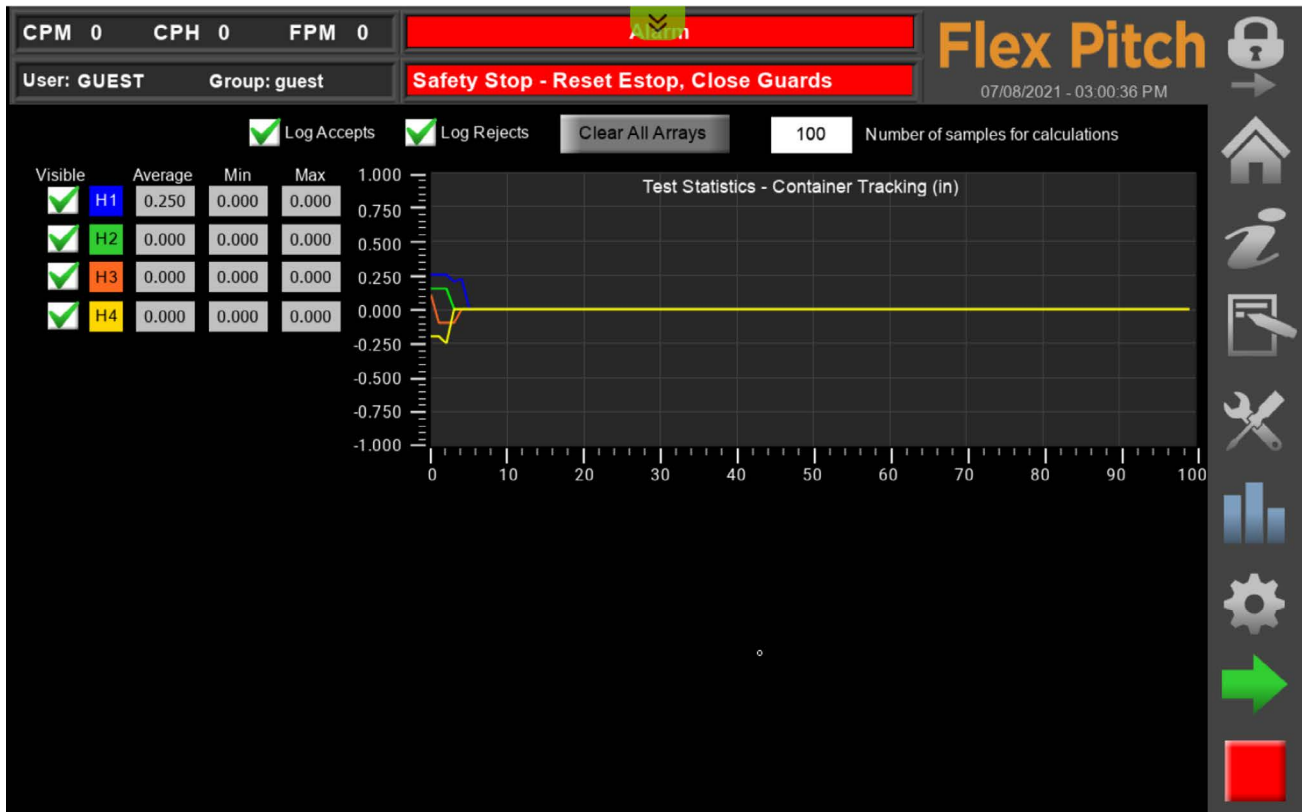 CPM 0 CPH 0 FPM 0
Alarm
Flex Pitch
User: GUEST Group: guest
Safety Stop - Reset Estop, Close Guards
07/08/2021 - 03:00:36 PM
Log Accepts Log Rejects Clear All Arrays 100 Number of samples for calculations
Visible Average Min Max
H1 0.250 0.000 0.000
H2 0.000 0.000 0.000
H3 0.000 0.000 0.000
H4 0.000 0.000 0.000
Test Statistics - Container Tracking (in)
1.000
0.750
0.500
0.250
0.000
-0.250
-0.500
-0.750
-1.000
0 10 20 30 40 50 60 70 80 90 100